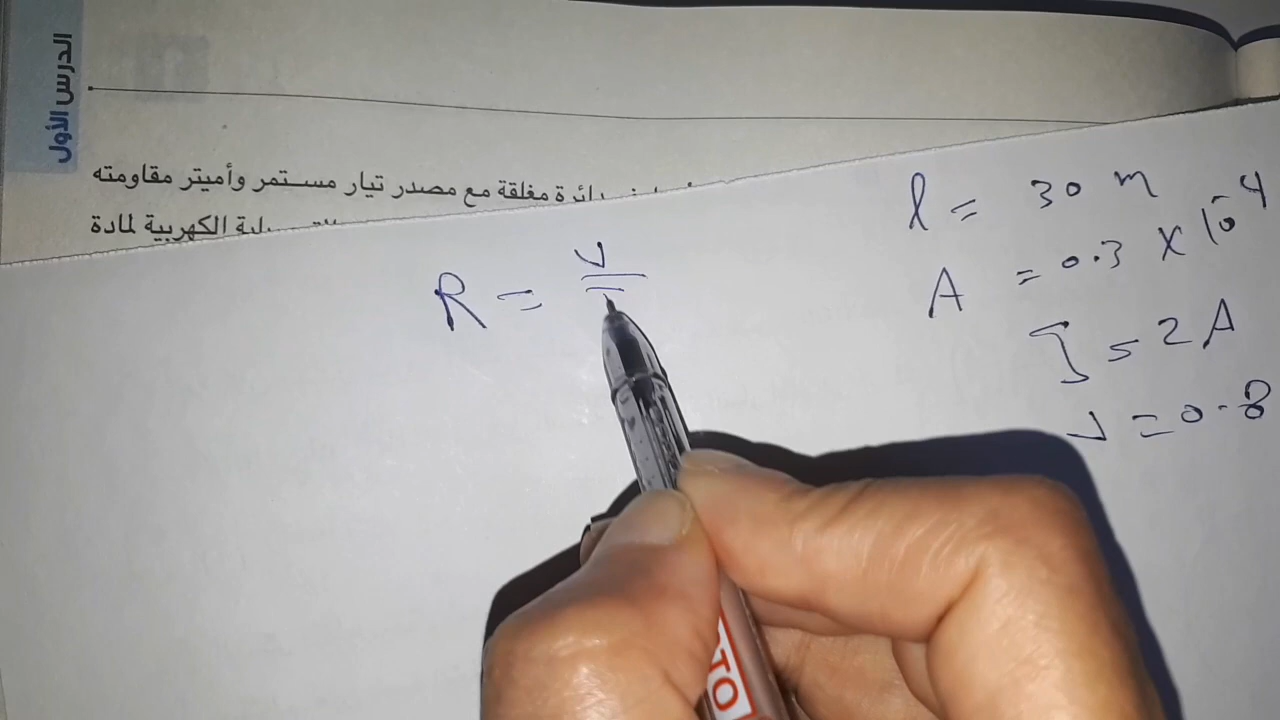 الدرس الأول
دائرة مغلقة مع مصدر تيار مستمر وأميتر مقاومته
الكهربية لمادة
l = 30 m
A = 0.3 × 10⁻⁴
I = 2 A
V = 0.8
R = V
TO